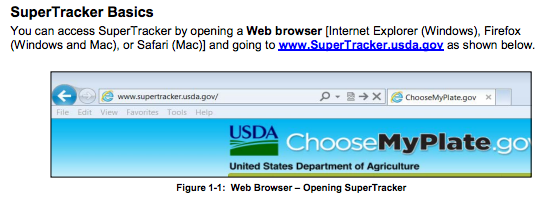 SuperTracker Basics
You can access SuperTracker by opening a Web browser [Internet Explorer (Windows), Firefox
(Windows and Mac), or Safari (Mac)] and going to www.SuperTracker.usda.gov as shown below.
www.supertracker.usda.gov/
ChooseMyPlate.gov
File Edit View Favorites Tools Help
USDA ChooseMyPlate.go
United States Department of Agriculture
Figure 1-1: Web Browser – Opening SuperTracker